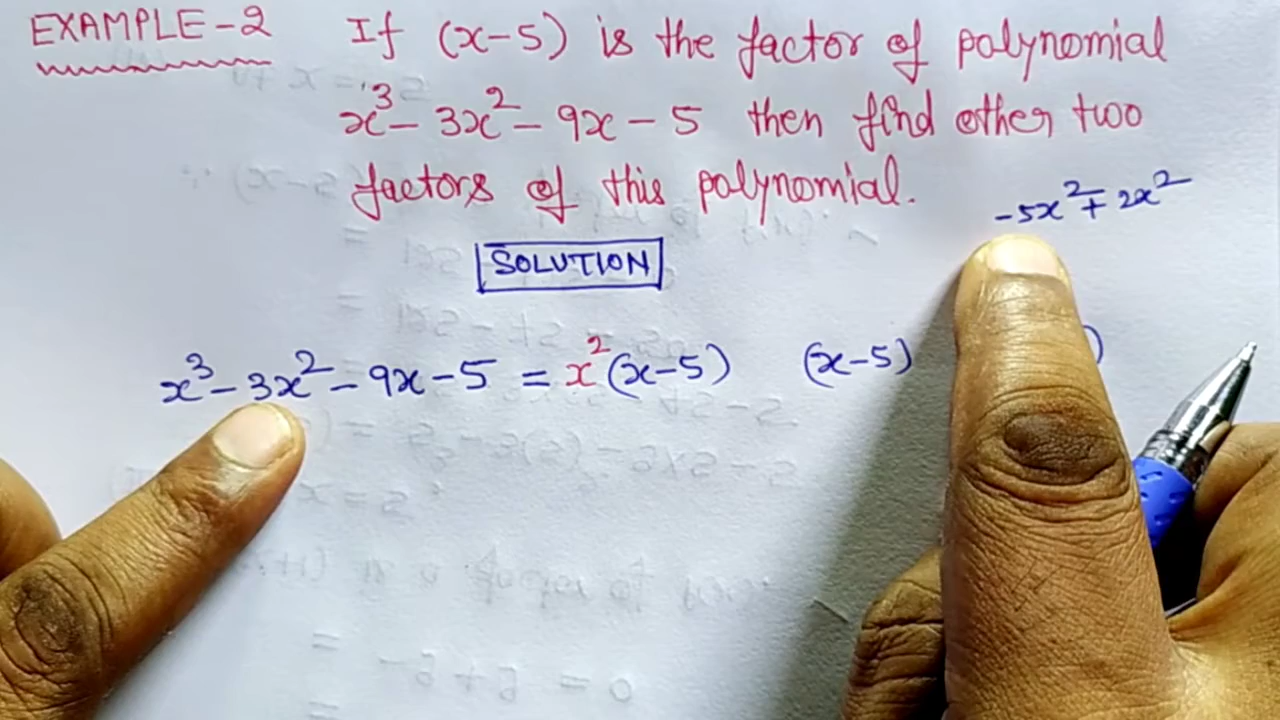 EXAMPLE-2 If (x-5) is the factor of polynomial
x³ - 3x² - 9x - 5 then find other two
factors of this polynomial.
-5x² + 2x²
SOLUTION
x³ - 3x² - 9x - 5 = x²(x-5) (x-5) )